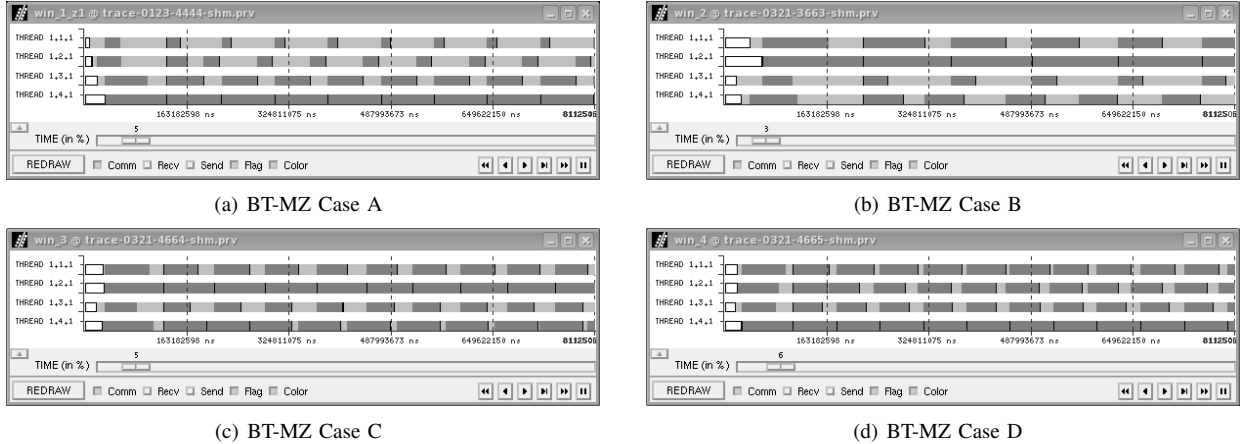 win_1_z1 @ trace-0123-4444-shm.prv
THREAD 1.1.1
THREAD 1.2.1
THREAD 1.3.1
THREAD 1.4.1
163182598 ns 324811075 ns 487993673 ns 649622150 ns
5
TIME (in %)
REDRAW Comm Recv Send Flag Color
(a) BT-MZ Case A
win_2 @ trace-0321-3663-shm.prv
THREAD 1.1.1
THREAD 1.2.1
THREAD 1.3.1
THREAD 1.4.1
163182598 ns 324811075 ns 487993673 ns 649622150 ns
3
TIME (in %)
REDRAW Comm Recv Send Flag Color
(b) BT-MZ Case B
win_3 @ trace-0321-4664-shm.prv
THREAD 1.1.1
THREAD 1.2.1
THREAD 1.3.1
THREAD 1.4.1
163182598 ns 324811075 ns 487993673 ns 649622150 ns
5
TIME (in %)
REDRAW Comm Recv Send Flag Color
(c) BT-MZ Case C
win_4 @ trace-0321-4665-shm.prv
THREAD 1.1.1
THREAD 1.2.1
THREAD 1.3.1
THREAD 1.4.1
163182598 ns 324811075 ns 487993673 ns 649622150 ns
6
TIME (in %)
REDRAW Comm Recv Send Flag Color
(d) BT-MZ Case D